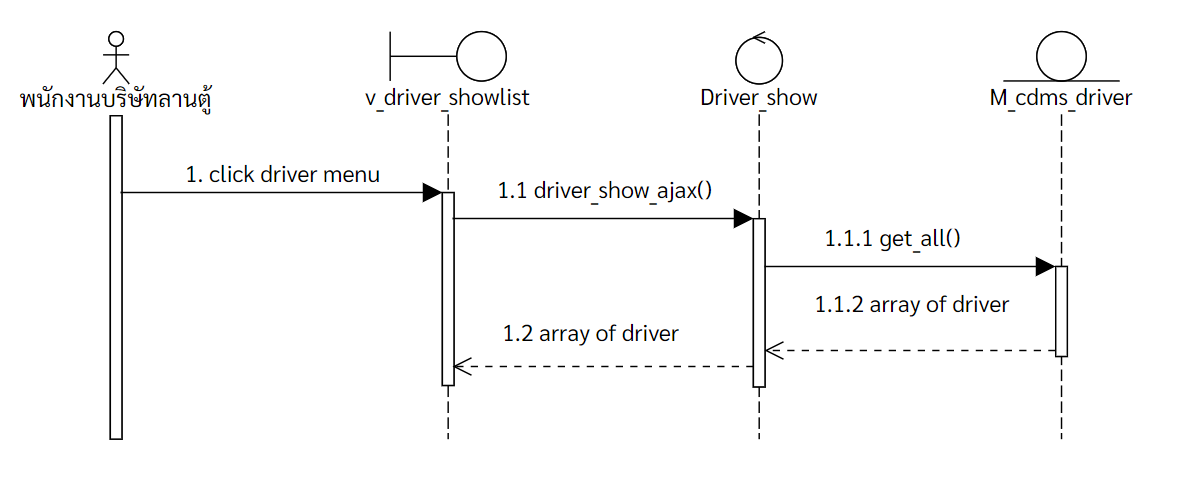 พนักงานบริษัทลานตู้
v_driver_showlist
Driver_show
M_cdms_driver
1. click driver menu
1.1 driver_show_ajax()
1.1.1 get_all()
1.1.2 array of driver
1.2 array of driver